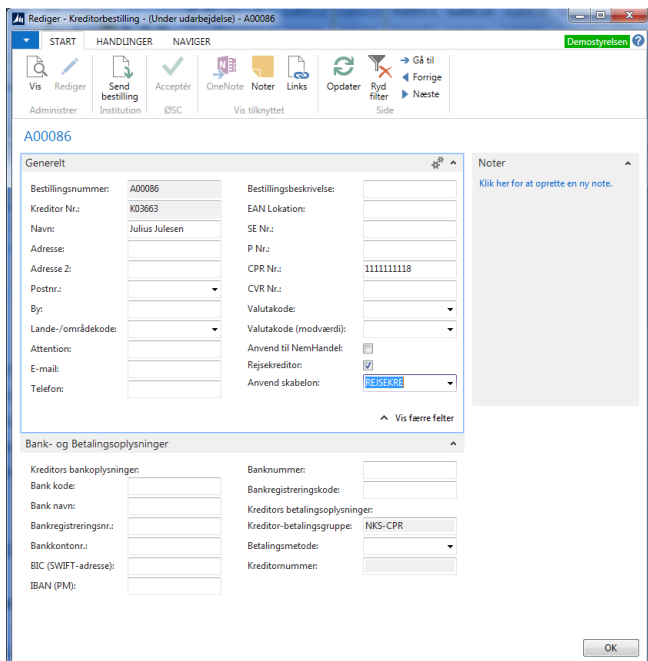 Rediger - Kreditorbestilling - (Under udarbejdelse) - A00086
START HANDLINGER NAVIGER
Demostyrelsen
Vis Rediger Send bestilling Acceptér OneNote Noter Links Opdater Ryd filter
Gå til
Forrige
Næste
Administrer Institution ØSC Vis tilknyttet Side
A00086
Generelt
Bestillingsnummer: A00086
Kreditor Nr.: K03663
Navn: Julius Julesen
Adresse:
Adresse 2:
Postnr.:
By:
Lande-/områdekode:
Attention:
E-mail:
Telefon:
Bestillingsbeskrivelse:
EAN Lokation:
SE Nr.:
P Nr.:
CPR Nr.: 1111111118
CVR Nr.:
Valutakode:
Valutakode (modværdi):
Anvend til NemHandel:
Rejsekreditor:
Anvend skabelon: REJSEKRE
Vis færre felter
Noter
Klik her for at oprette en ny note.
Bank- og Betalingsoplysninger
Kreditors bankoplysninger:
Bank kode:
Bank navn:
Bankregistreringsnr.:
Bankkontonr.:
BIC (SWIFT-adresse):
IBAN (PM):
Banknummer:
Bankregistreringskode:
Kreditors betalingsoplysninger:
Kreditor-betalingsgruppe: NKS-CPR
Betalingsmetode:
Kreditornummer:
OK